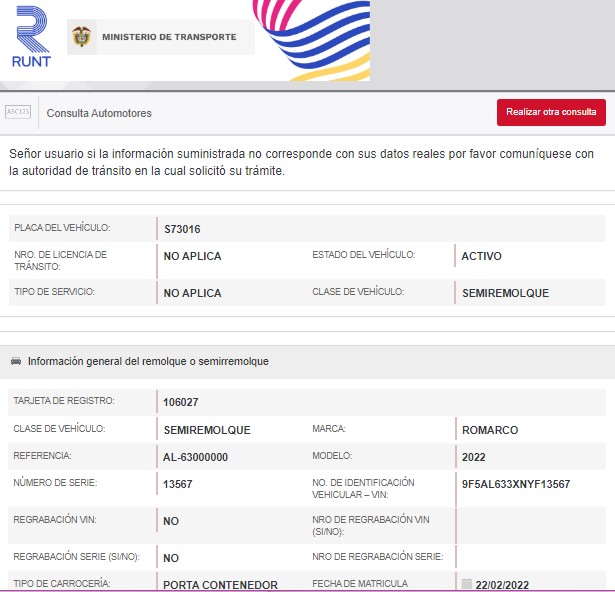 RUNT
MINISTERIO DE TRANSPORTE
ABC123
Consulta Automotores
Realizar otra consulta
Señor usuario si la información suministrada no corresponde con sus datos reales por favor comuníquese con
la autoridad de tránsito en la cual solicitó su trámite.
PLACA DEL VEHÍCULO: S73016
NRO. DE LICENCIA DE
TRÁNSITO: NO APLICA ESTADO DEL VEHÍCULO: ACTIVO
TIPO DE SERVICIO: NO APLICA CLASE DE VEHÍCULO: SEMIREMOLQUE
Información general del remolque o semirremolque
TARJETA DE REGISTRO: 106027
CLASE DE VEHÍCULO: SEMIREMOLQUE MARCA: ROMARCO
REFERENCIA: AL-63000000 MODELO: 2022
NÚMERO DE SERIE: 13567 NO. DE IDENTIFICACIÓN
VEHICULAR – VIN: 9F5AL633XNYF13567
REGRABACIÓN VIN: NO NRO DE REGRABACIÓN VIN
(SI/NO):
REGRABACIÓN SERIE (SI/NO): NO NRO DE REGRABACIÓN SERIE:
TIPO DE CARROCERÍA: PORTA CONTENEDOR FECHA DE MATRICULA 22/02/2022